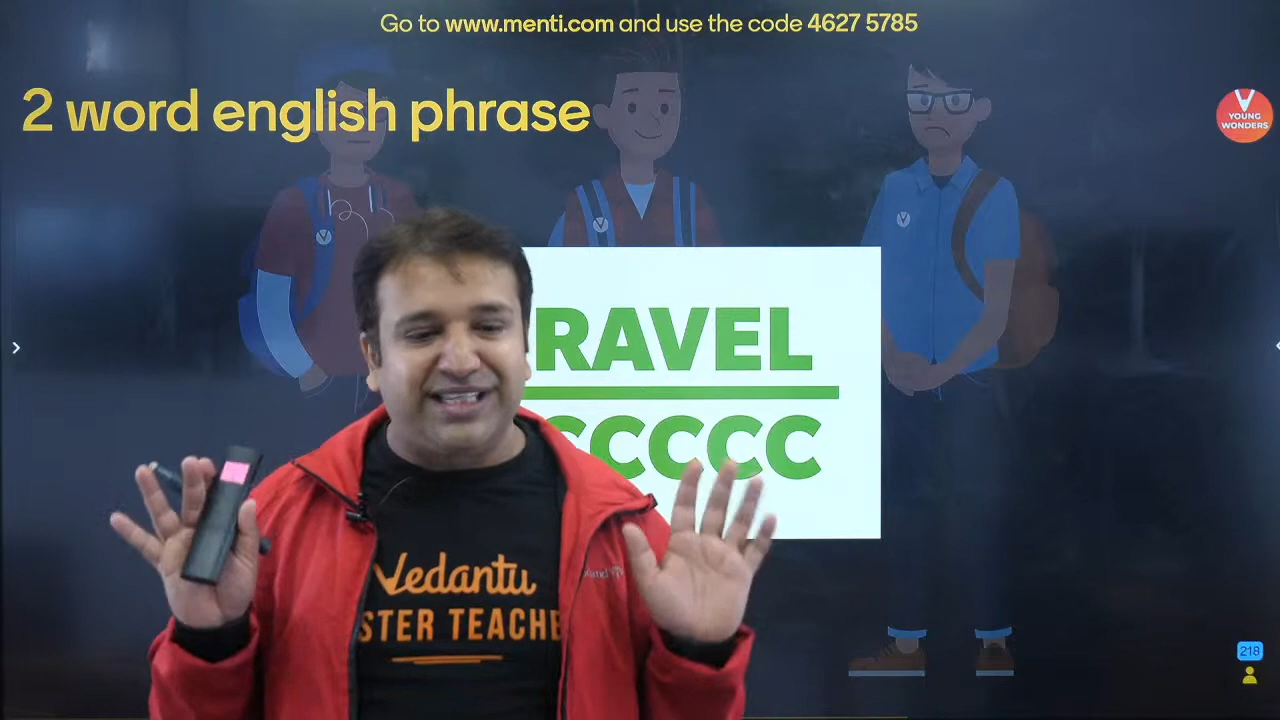 Go to www.menti.com and use the code 4627 5785
2 word english phrase
YOUNG
WONDERS
RAVEL
CCCCC
Vedantu
STER TEACHE
218